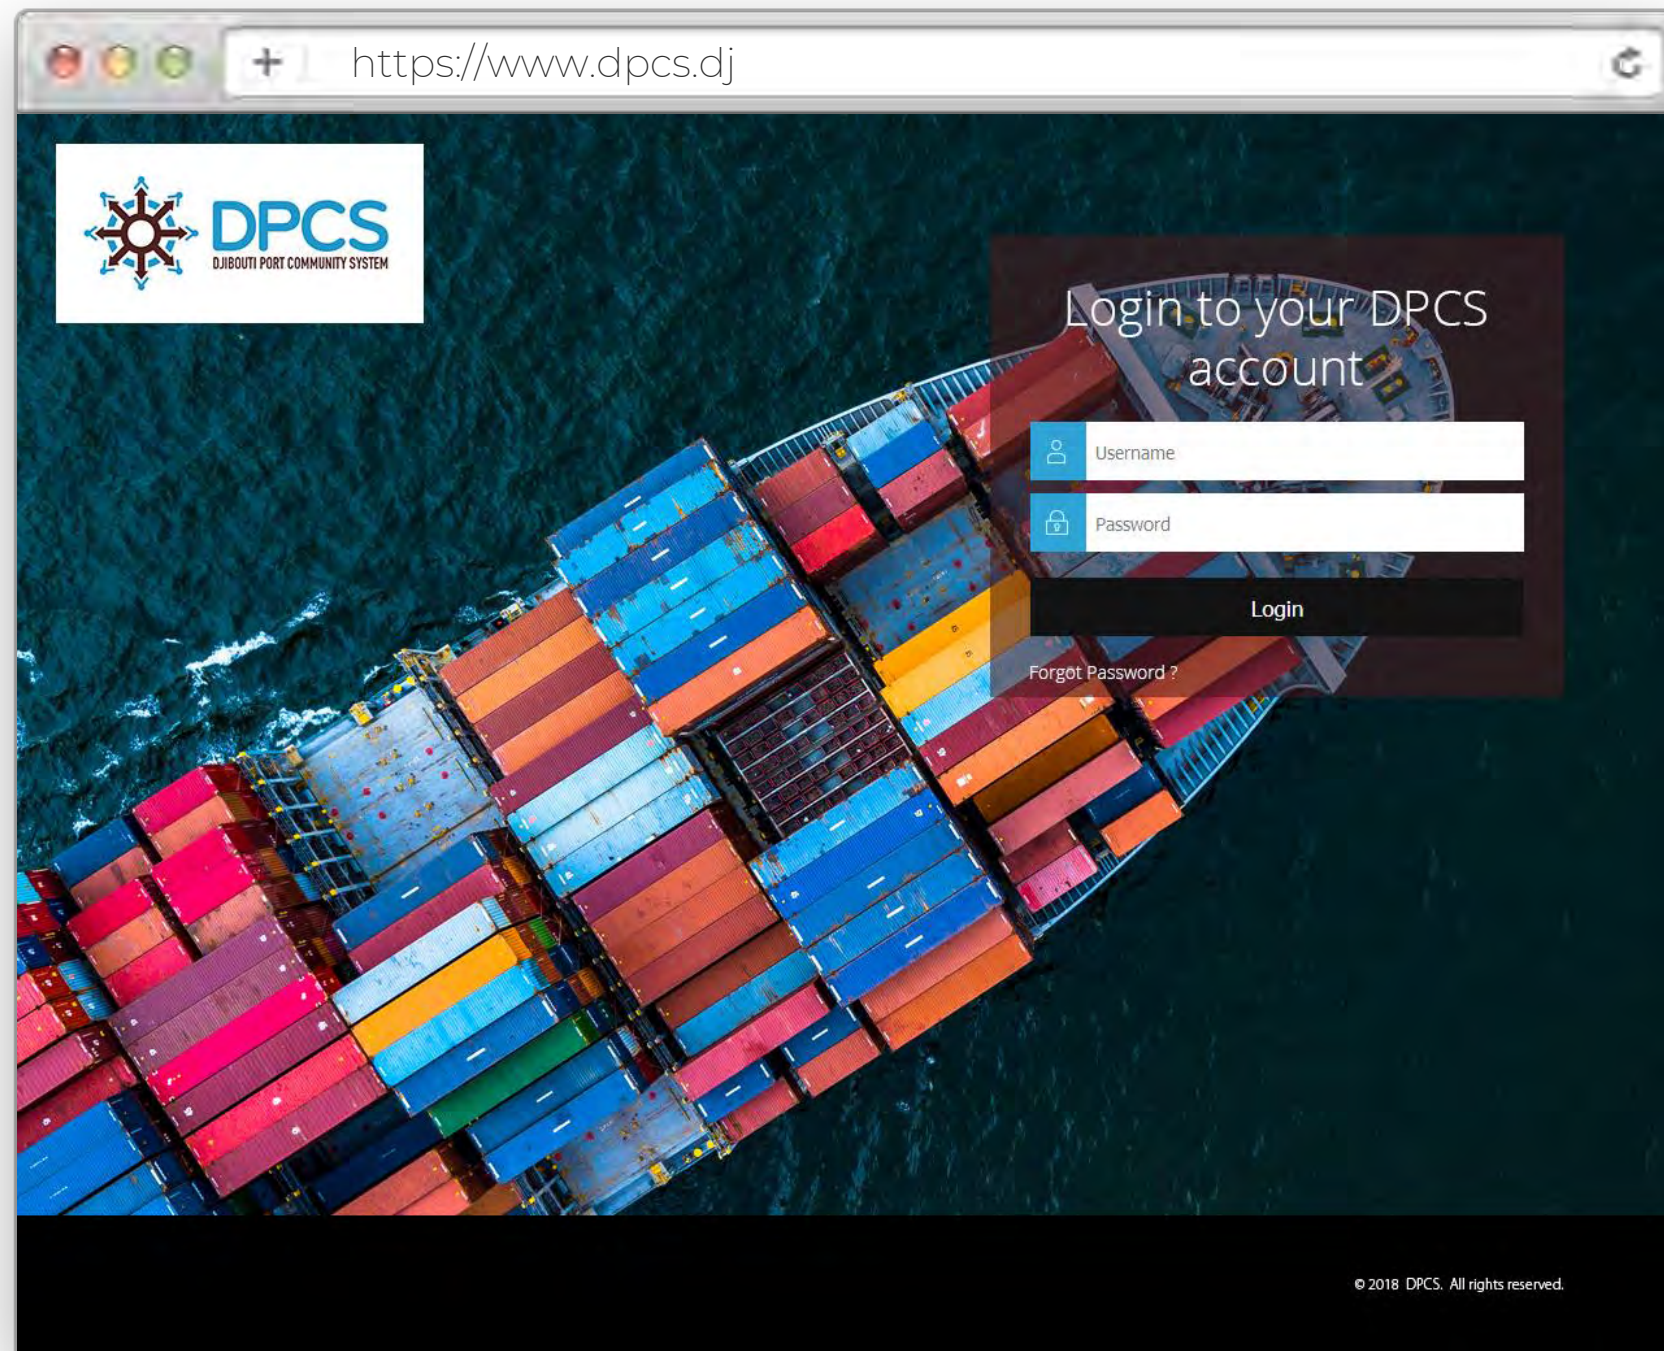 https://www.dpcs.dj
DPCS
DJIBOUTI PORT COMMUNITY SYSTEM
Login to your DPCS
account
Username
Password
Login
Forgot Password ?
© 2018 DPCS. All rights reserved.